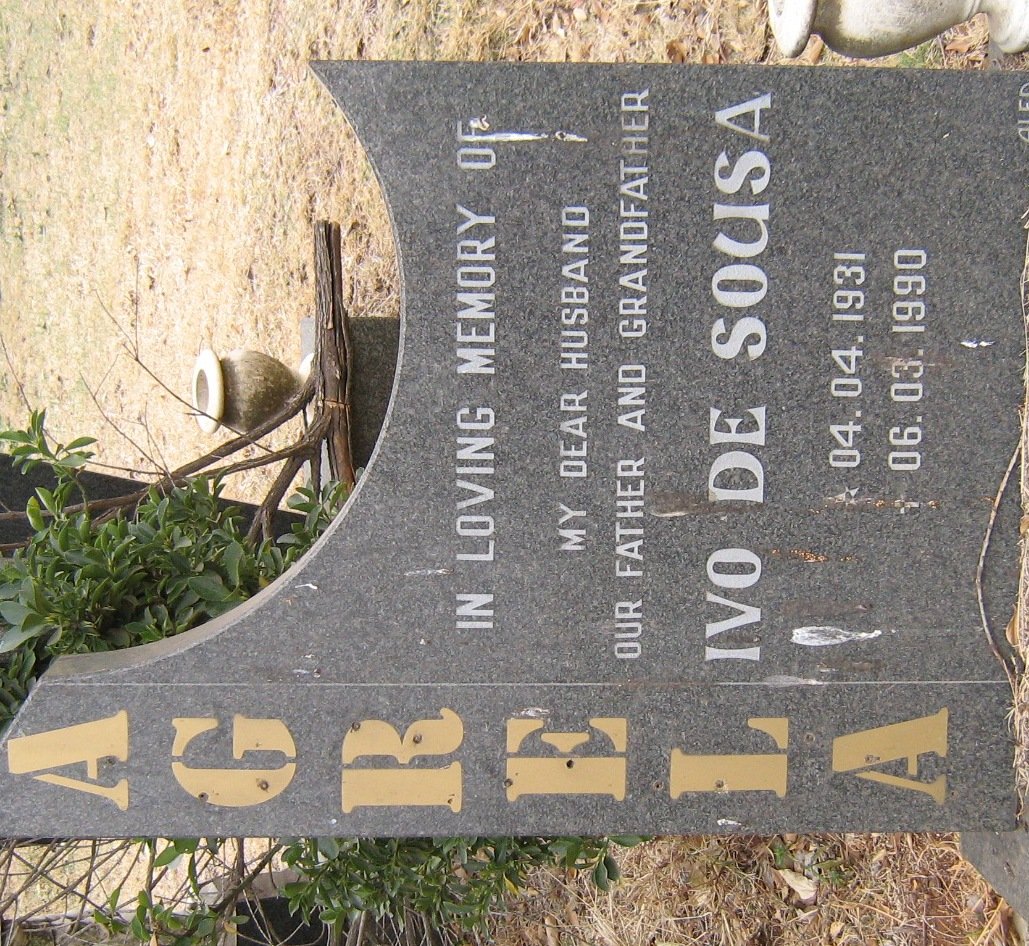 AGRELA
IN LOVING MEMORY OF
MY DEAR HUSBAND
OUR FATHER AND GRANDFATHER
IVO DE SOUSA
* 04.04.1931
✝ 06.03.1990